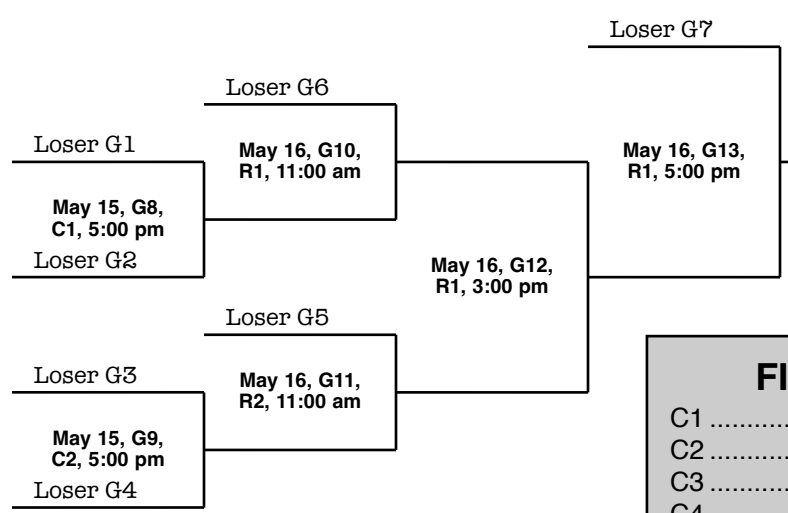 Loser G7
Loser G6
Loser G1
May 16, G10,
R1, 11:00 am
May 16, G13,
R1, 5:00 pm
May 15, G8,
C1, 5:00 pm
Loser G2
May 16, G12,
R1, 3:00 pm
Loser G5
Loser G3
May 16, G11,
R2, 11:00 am
May 15, G9,
C2, 5:00 pm
Loser G4
FI
C1 ............
C2 ............
C3 ............